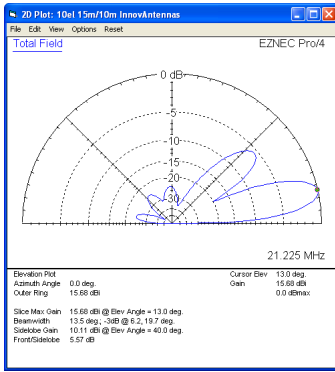 2D Plot: 10el 15m/10m InnovAntennas
File Edit View Options Reset
Total Field EZNEC Pro/4
0 dB
-5
-10
-15
-20
-30
21.225 MHz
Elevation Plot Cursor Elev 13.0 deg.
Azimuth Angle 0.0 deg. Gain 15.68 dBi
Outer Ring 15.68 dBi 0.0 dBmax
Slice Max Gain 15.68 dBi @ Elev Angle = 13.0 deg.
Beamwidth 13.5 deg.; -3dB @ 6.2, 19.7 deg.
Sidelobe Gain 10.11 dBi @ Elev Angle = 40.0 deg.
Front/Sidelobe 5.57 dB